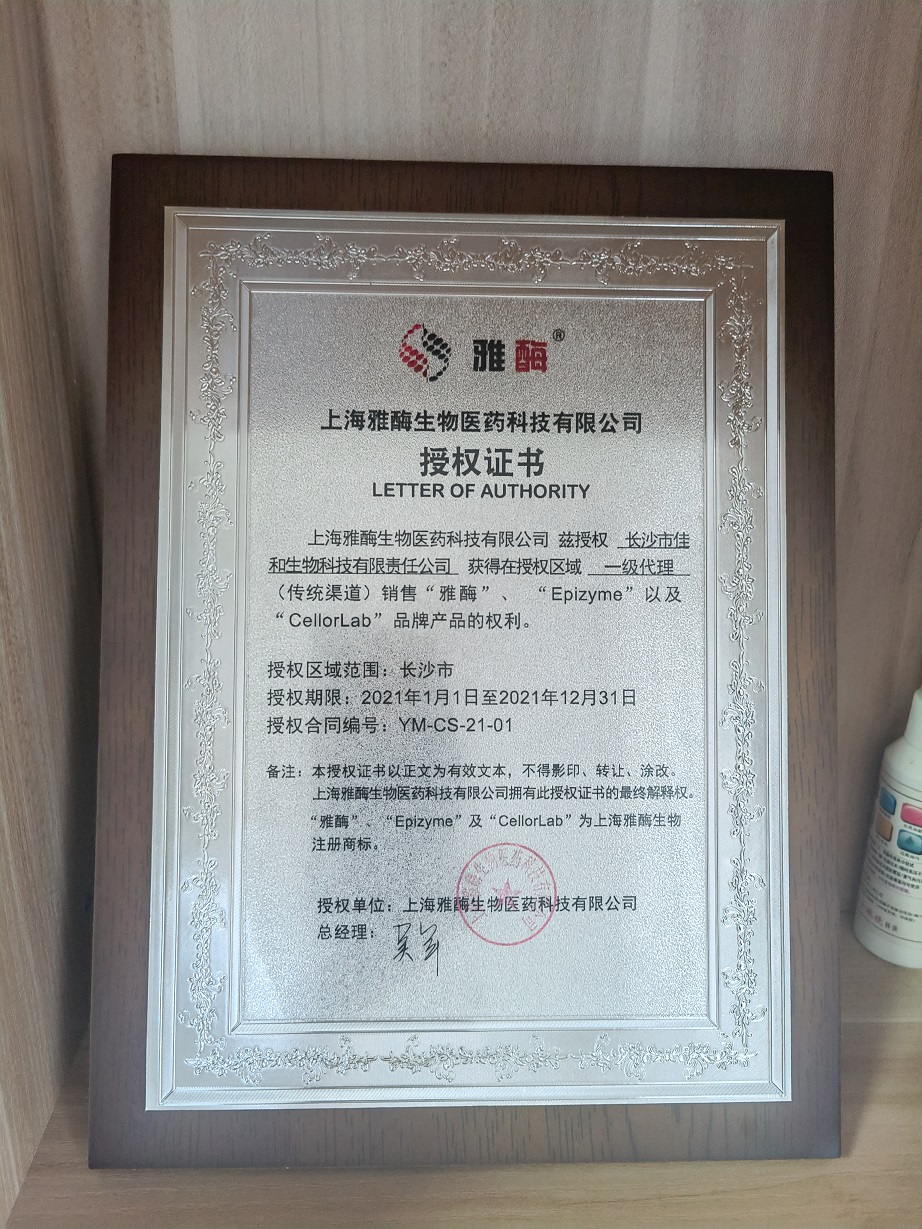 雅酶®
上海雅酶生物医药科技有限公司
授权证书
LETTER OF AUTHORITY
上海雅酶生物医药科技有限公司 兹授权 长沙市佳
和生物科技有限责任公司 获得在授权区域 一级代理
（传统渠道）销售“雅酶”、 “Epizyme”以及
“CellorLab”品牌产品的权利。
授权区域范围：长沙市
授权期限：2021年1月1日至2021年12月31日
授权合同编号：YM-CS-21-01
备注：本授权证书以正文为有效文本，不得影印、转让、涂改。
上海雅酶生物医药科技有限公司拥有此授权证书的最终解释权。
“雅酶”、“Epizyme”及“CellorLab”为上海雅酶生物
注册商标。
授权单位：上海雅酶生物医药科技有限公司
总经理：